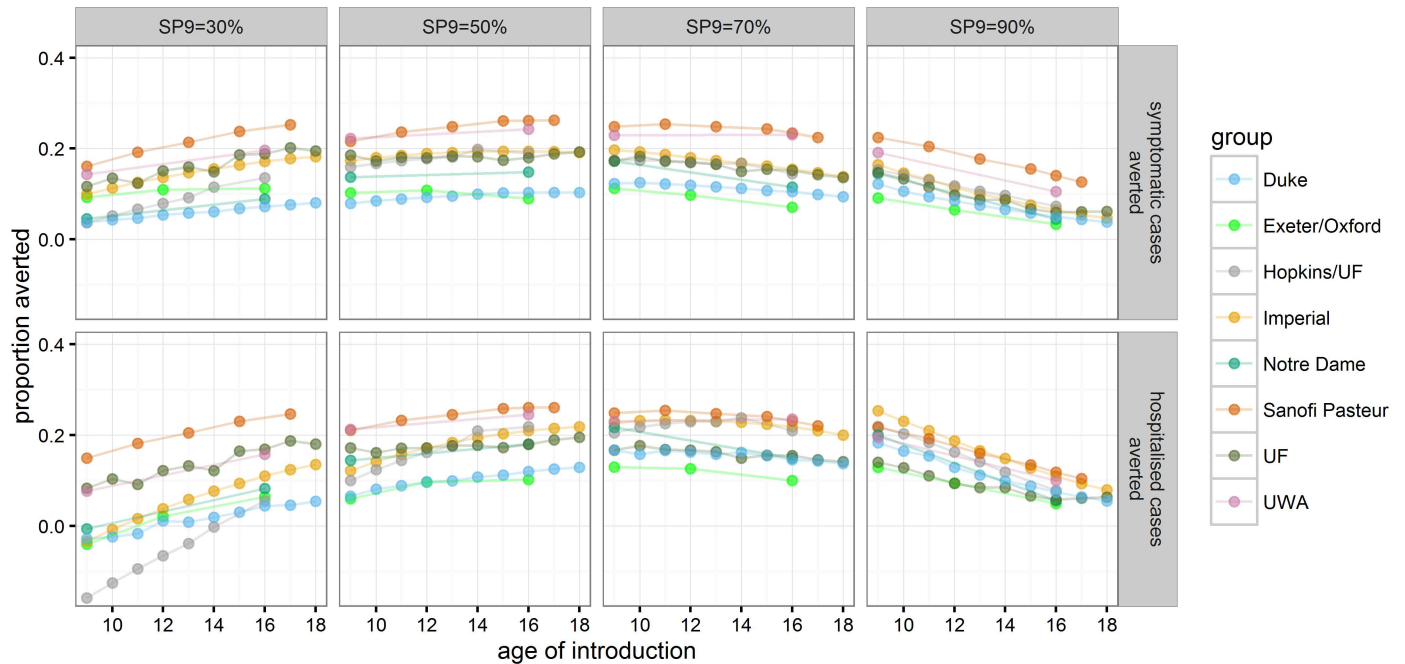 SP9=30%
SP9=50%
SP9=70%
SP9=90%
0.4
0.2
0.0
symptomatic cases
averted
0.4
0.2
0.0
hospitalised cases
averted
proportion averted
10 12 14 16 18
10 12 14 16 18
10 12 14 16 18
10 12 14 16 18
age of introduction
group
Duke
Exeter/Oxford
Hopkins/UF
Imperial
Notre Dame
Sanofi Pasteur
UF
UWA